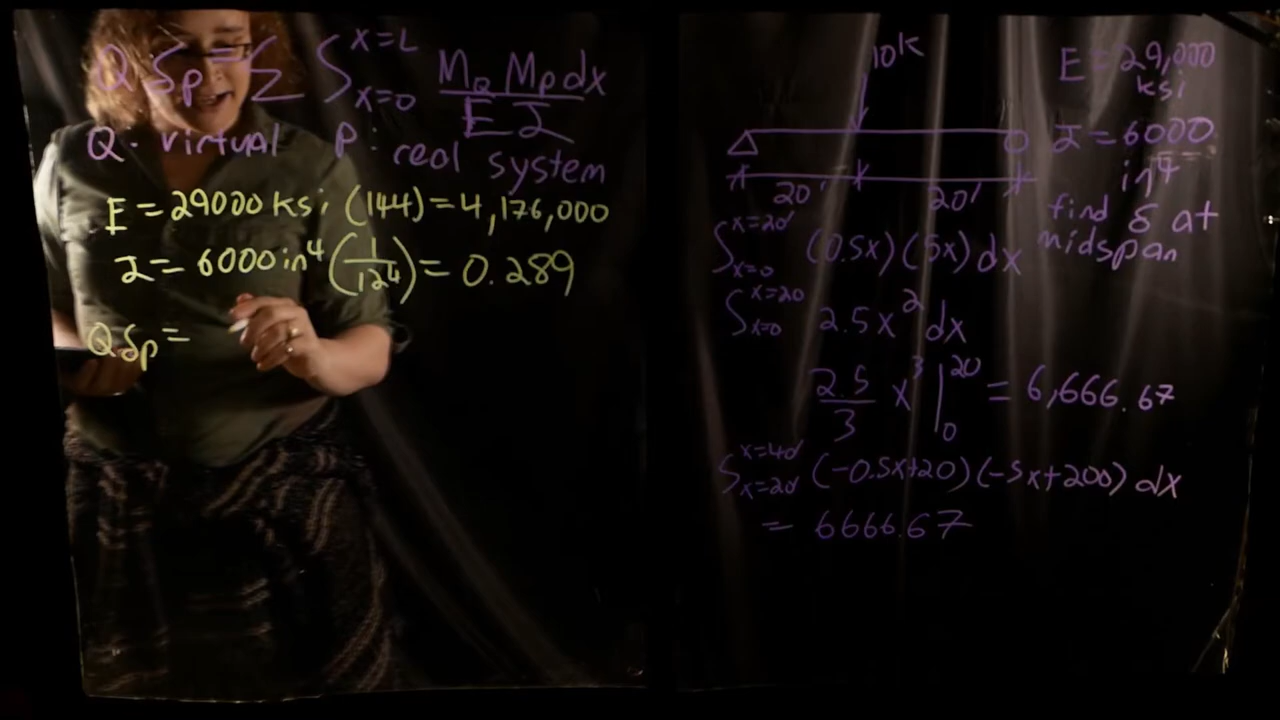 Q δp = Σ ∫ x=L x=0 MQ Mp dx / E I
Q: virtual P: real system
E = 29000 ksi (144) = 4,176,000
I = 6000 in⁴ (1/12⁴) = 0.289
Q δp =
10k
E = 29,000 ksi
I = 6000 in⁴
20' 20'
find δ at midspan
∫ x=20' x=0 (0.5x)(5x) dx
∫ x=20 x=0 2.5x² dx
2.5/3 x³ | 20 0 = 6,666.67
∫ x=40' x=20' (-0.5x+20)(-5x+200) dx
= 6666.67